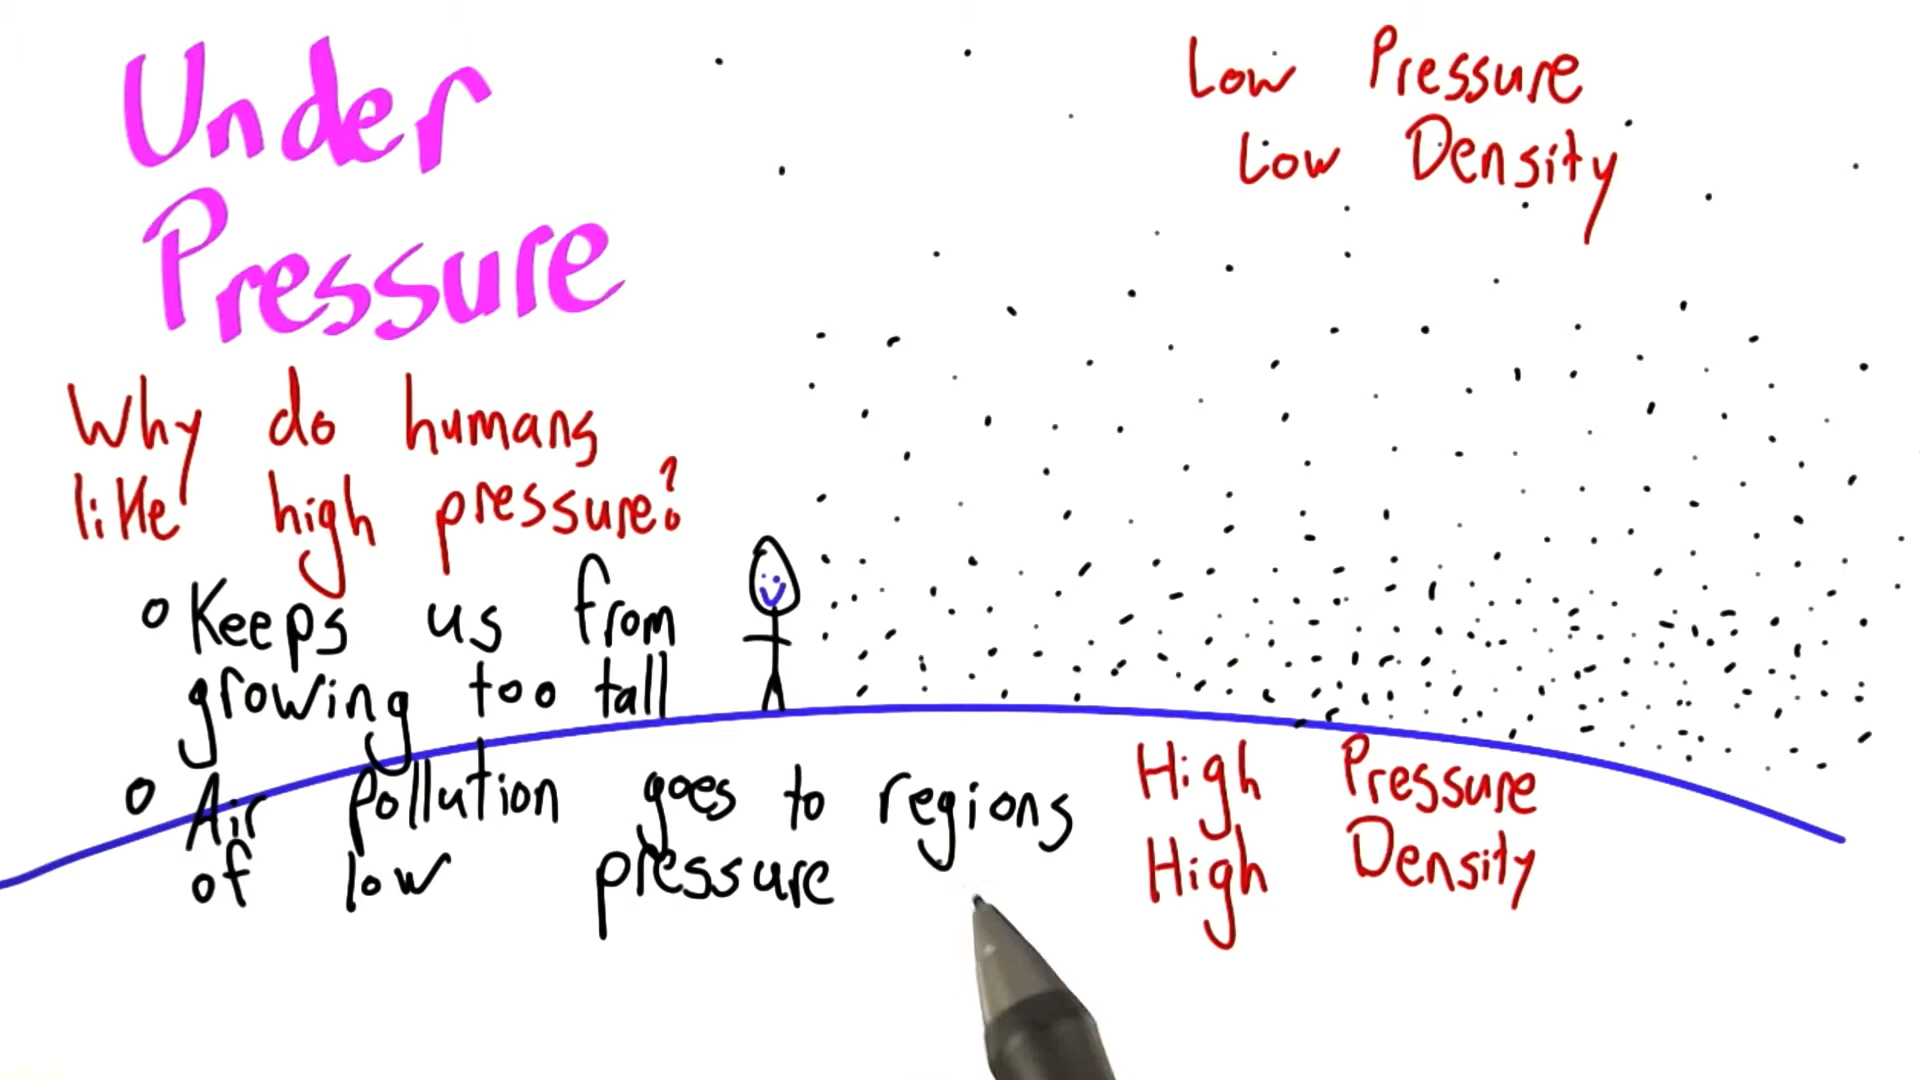 Under
Pressure
Low Pressure
Low Density
Why do humans
like high pressure?
o Keeps us from
growing too tall
o Air pollution goes to regions
of low pressure
High Pressure
High Density